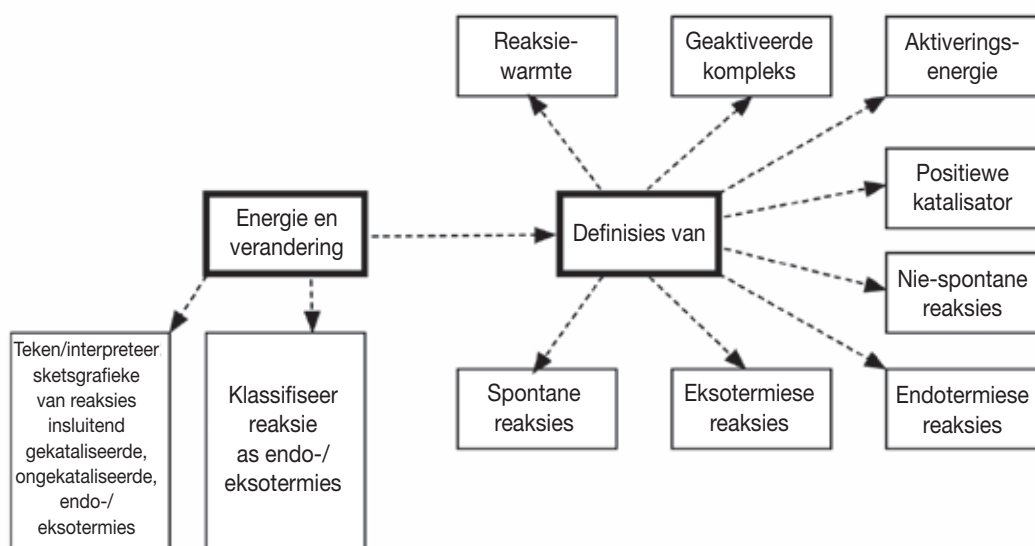 Reaksie-
warmte
Geaktiveerde
kompleks
Aktiverings-
energie
Positiewe
katalisator
Energie en
verandering
Definisies van
Nie-spontane
reaksies
Teken/interpreteer
sketsgrafieke
van reaksies
insluitend
gekataliseerde,
ongekataliseerde,
endo-/
eksotermies
Klassifiseer
reaksie
as endo-/
eksotermies
Spontane
reaksies
Eksotermiese
reaksies
Endotermiese
reaksies